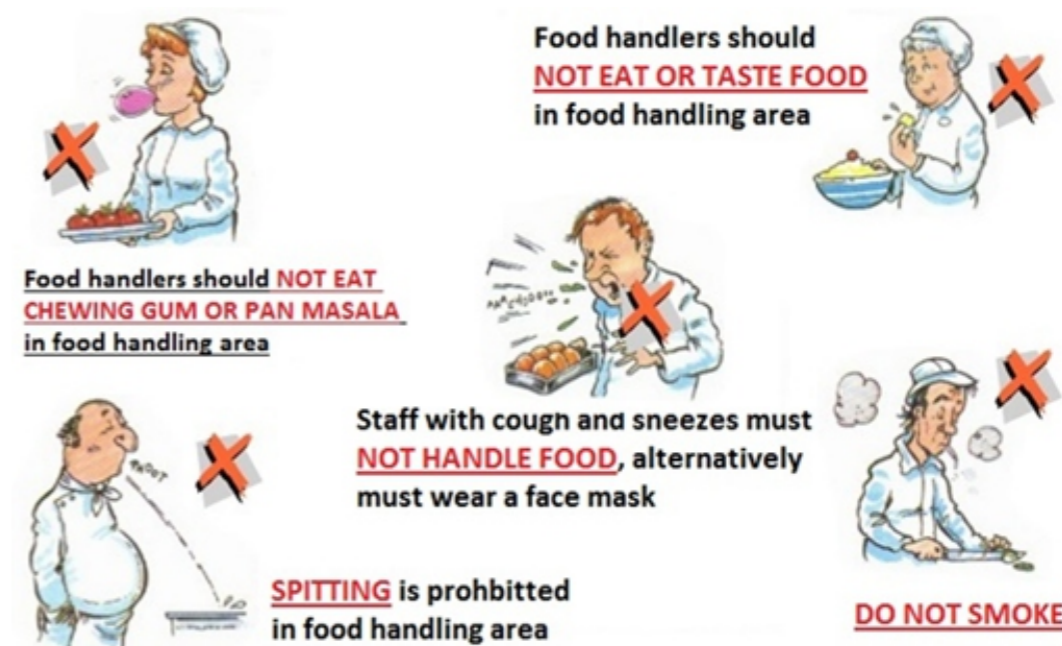 Food handlers should
NOT EAT OR TASTE FOOD
in food handling area
Food handlers should NOT EAT
CHEWING GUM OR PAN MASALA
in food handling area
Staff with cough and sneezes must
NOT HANDLE FOOD, alternatively
must wear a face mask
SPITTING is prohbitted
in food handling area
DO NOT SMOKE